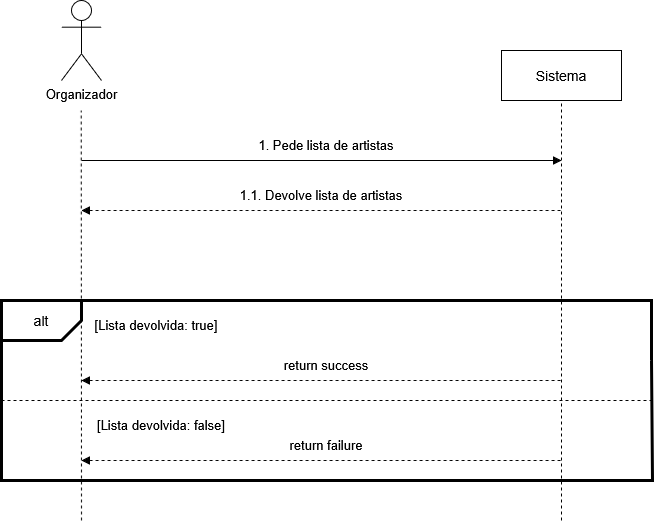 Organizador
Sistema
1. Pede lista de artistas
1.1. Devolve lista de artistas
alt
[Lista devolvida: true]
return success
[Lista devolvida: false]
return failure